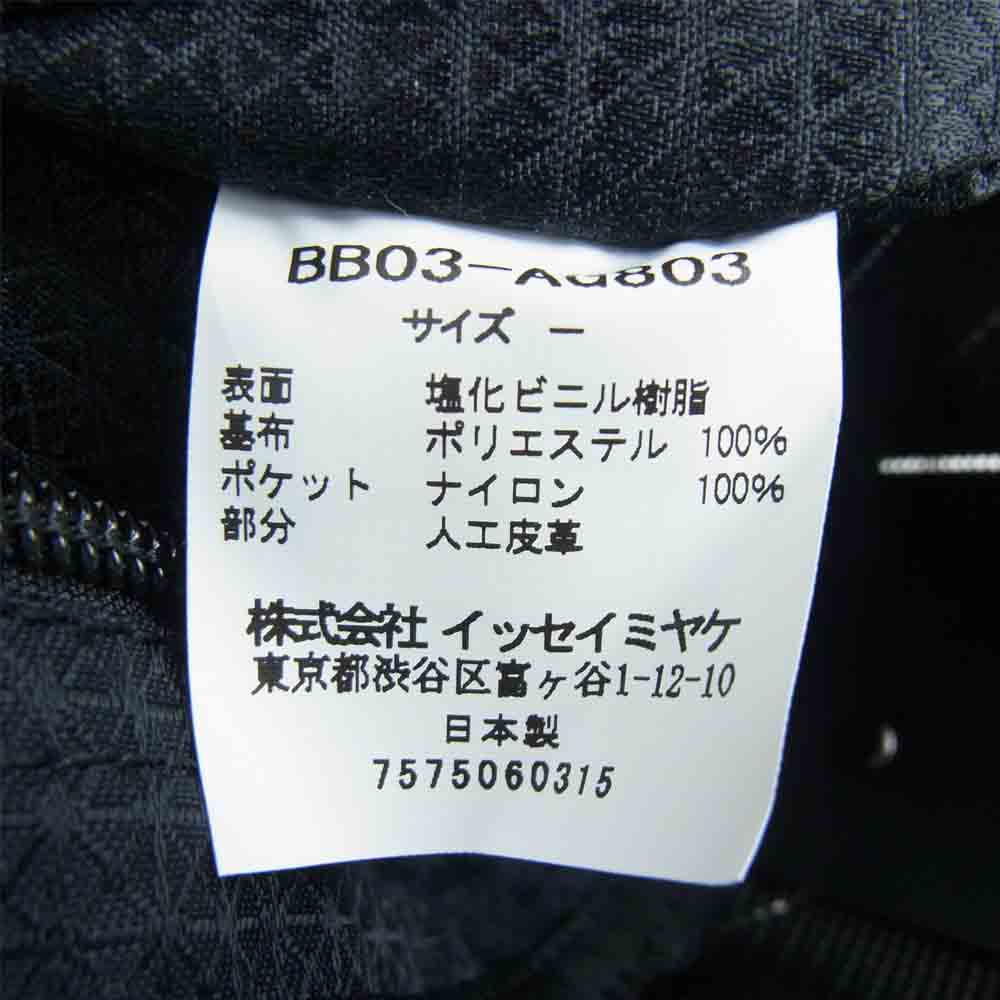 BB03-AG803
サイズ ー
表面 塩化ビニル樹脂
基布 ポリエステル 100%
ポケット ナイロン 100%
部分 人工皮革
株式会社 イッセイミヤケ
東京都渋谷区富ヶ谷1-12-10
日本製
7575060315